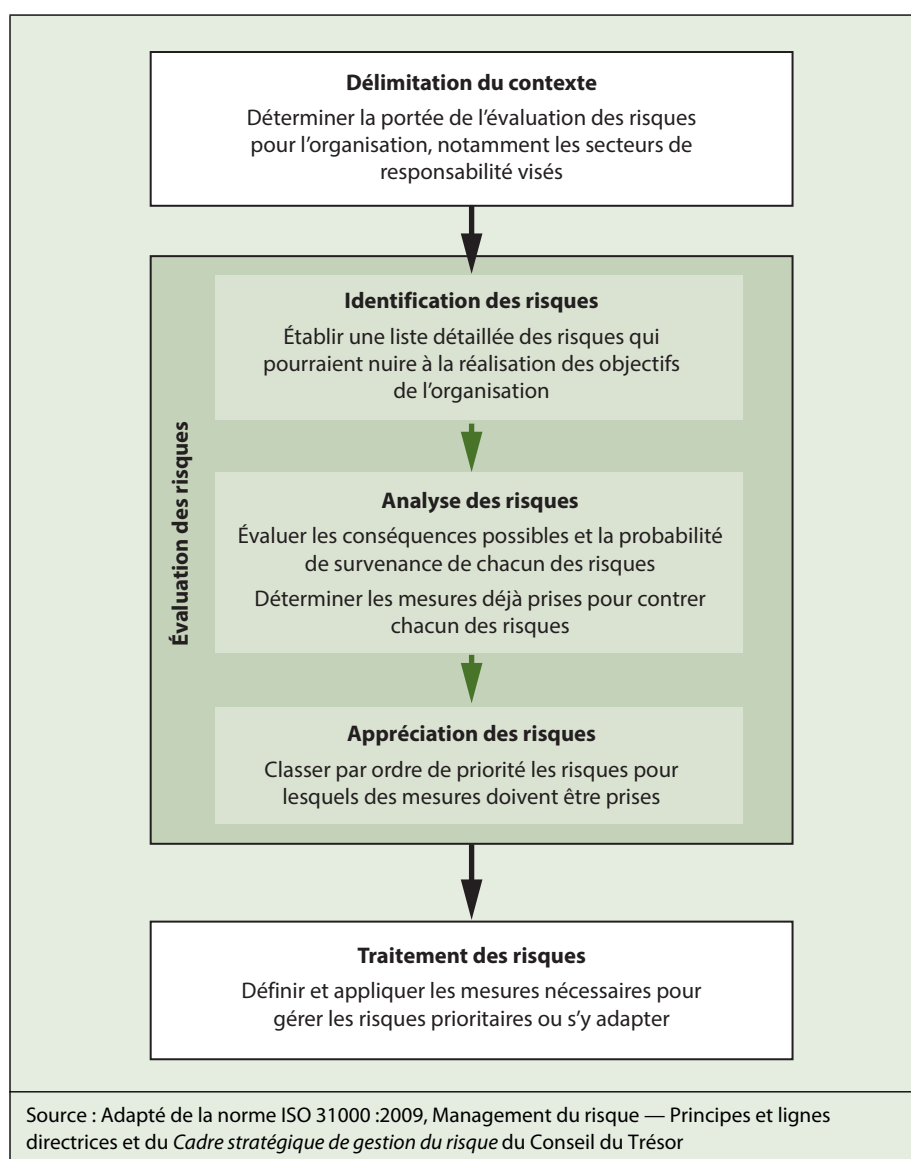 Délimitation du contexte
Déterminer la portée de l’évaluation des risques
pour l’organisation, notamment les secteurs de
responsabilité visés
Évaluation des risques
Identification des risques
Établir une liste détaillée des risques qui
pourraient nuire à la réalisation des objectifs
de l’organisation
Analyse des risques
Évaluer les conséquences possibles et la probabilité
de survenance de chacun des risques
Déterminer les mesures déjà prises pour contrer
chacun des risques
Appréciation des risques
Classer par ordre de priorité les risques pour
lesquels des mesures doivent être prises
Traitement des risques
Définir et appliquer les mesures nécessaires pour
gérer les risques prioritaires ou s’y adapter
Source : Adapté de la norme ISO 31000 :2009, Management du risque — Principes et lignes
directrices et du Cadre stratégique de gestion du risque du Conseil du Trésor